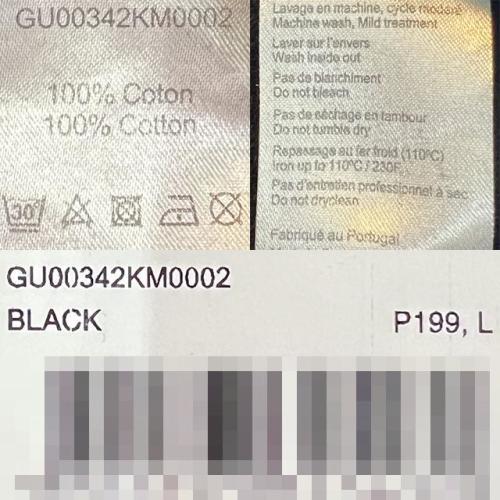 GU00342KM0002
100% Coton
100% Cotton
30°
Lavage en machine, cycle modéré
Machine wash, Mild treatment
Laver sur l'envers
Wash inside out
Pas de blanchiment
Do not bleach
Pas de séchage en tambour
Do not tumble dry
Repassage au fer froid (110°C)
Iron up to 110°C / 230F
Pas d'entretien professionnel à sec
Do not dryclean
Fabriqué au Portugal
GU00342KM0002
BLACK
P199, L